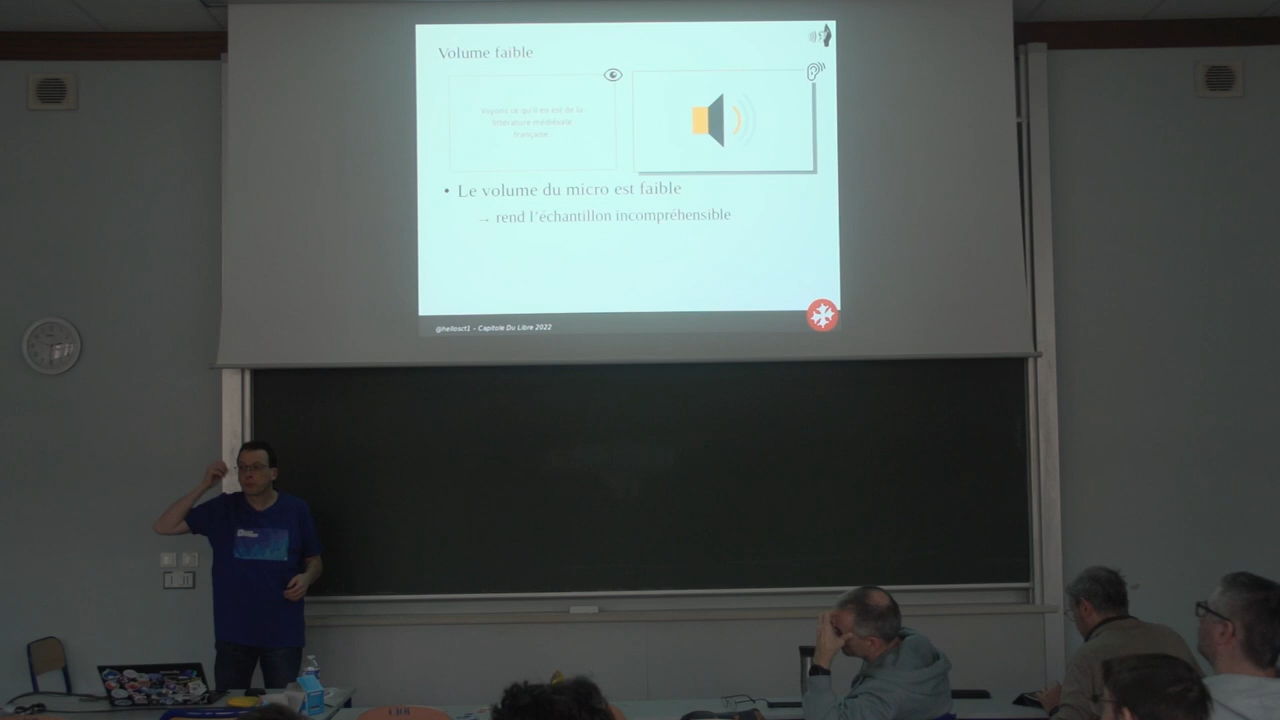 Volume faible
Voyons ce qu'il en est de la
littérature médiévale
française.
• Le volume du micro est faible
→ rend l'échantillon incompréhensible
@hellosct1 – Capitole Du Libre 2022